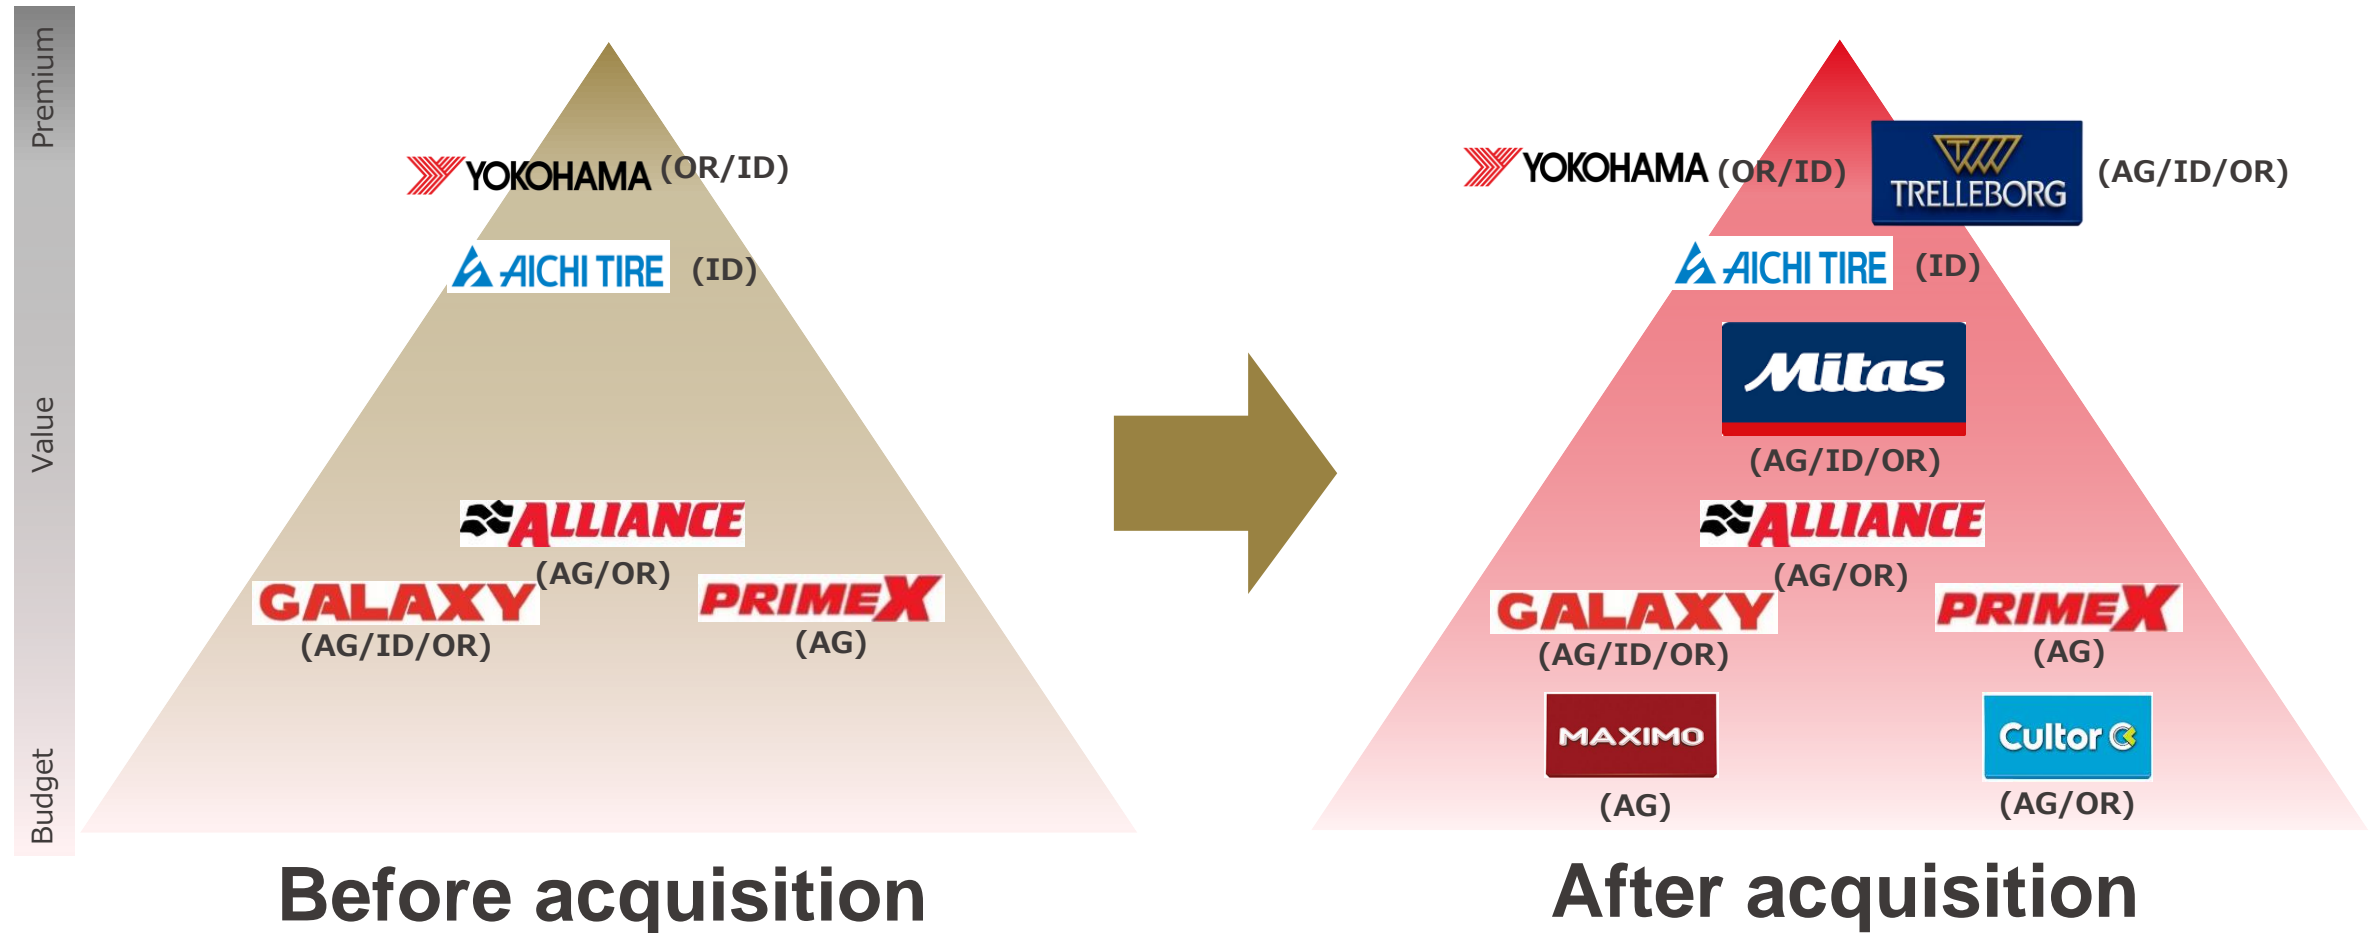 Premium
Value
Budget
YOKOHAMA (OR/ID)
AICHI TIRE (ID)
ALLIANCE
(AG/OR)
GALAXY
(AG/ID/OR)
PRIMEX
(AG)
Before acquisition
YOKOHAMA (OR/ID)
TRELLEBORG (AG/ID/OR)
AICHI TIRE (ID)
Mitas
(AG/ID/OR)
ALLIANCE
(AG/OR)
GALAXY
(AG/ID/OR)
PRIMEX
(AG)
MAXIMO
(AG)
Cultor
(AG/OR)
After acquisition